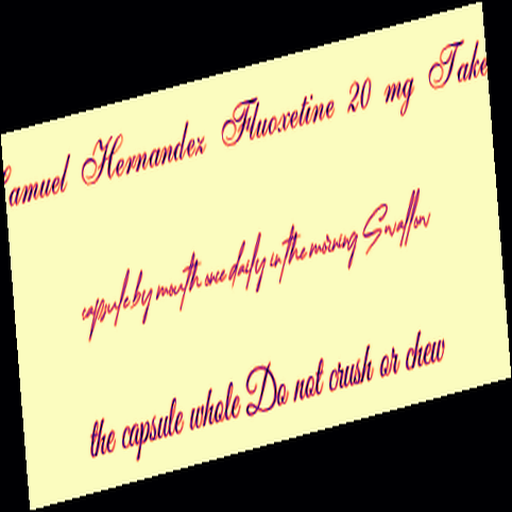 Samuel Hernandez Fluoxetine 20 mg Take
capsule by mouth once daily in the morning Swallow
the capsule whole Do not crush or chew